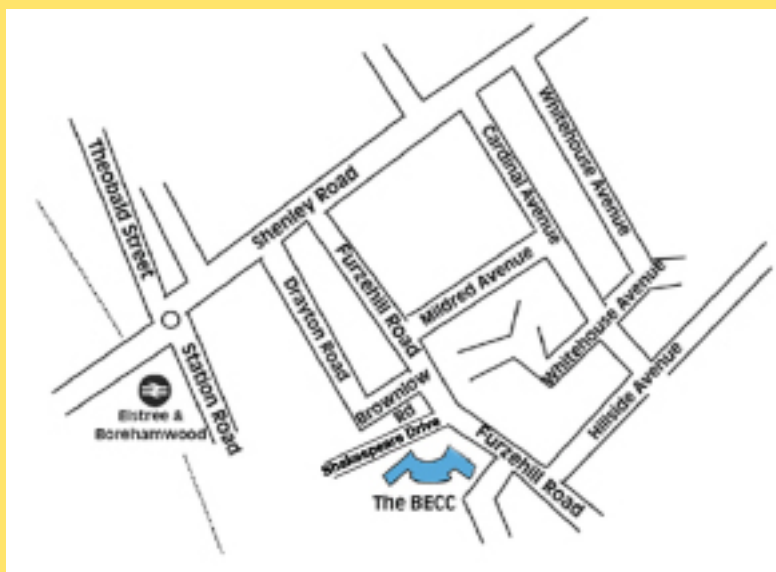 Theobald Street
Shenley Road
Cardinal Avenue
Whitehouse Avenue
Station Road
Elstree &
Borehamwood
Drayton Road
Furzehill Road
Mildred Avenue
Whitehouse Avenue
Brownlow
Rd
Shakespeare Drive
Hillside Avenue
Furzehill Road
The BECC